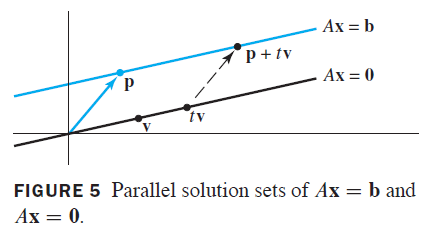 Ax = b
p + tv
Ax = 0
p
tv
v
FIGURE 5 Parallel solution sets of Ax = b and
Ax = 0.